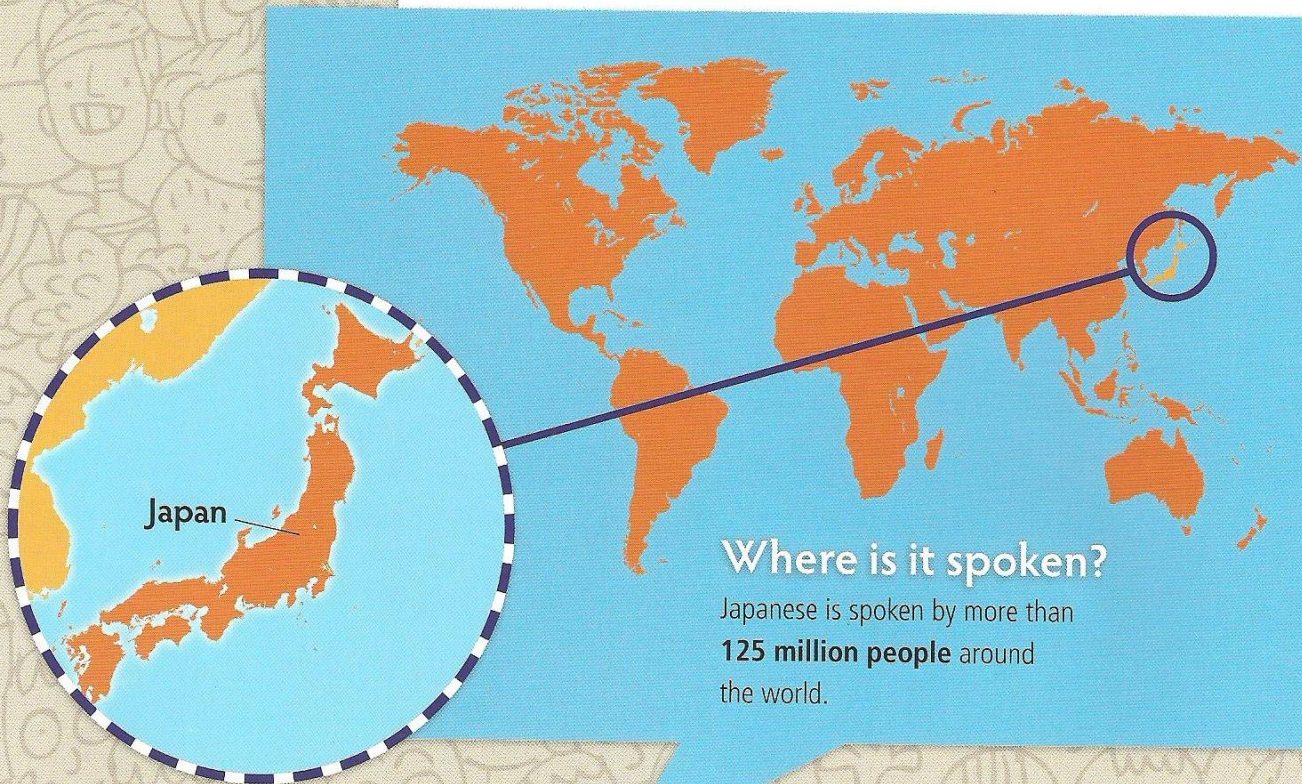 Japan
Where is it spoken?
Japanese is spoken by more than
125 million people around
the world.